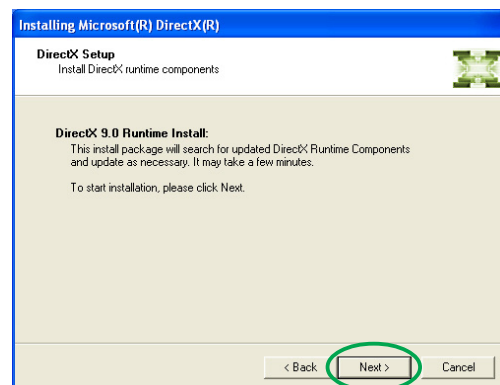 Installing Microsoft(R) DirectX(R)
DirectX Setup
Install DirectX runtime components
DirectX 9.0 Runtime Install:
This install package will search for updated DirectX Runtime Components
and update as necessary. It may take a few minutes.
To start installation, please click Next.
< Back Next > Cancel